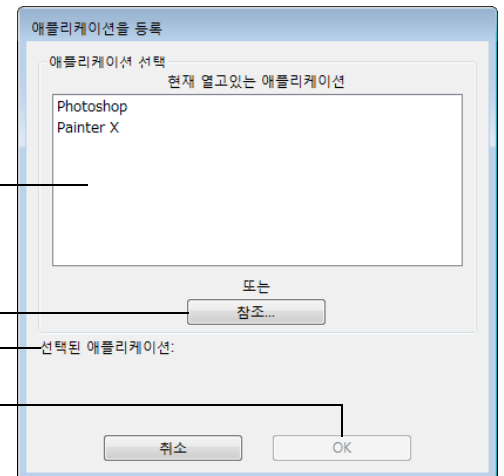 애플리케이션을 등록
애플리케이션 선택
현재 열고있는 애플리케이션
Photoshop
Painter X
또는
참조...
선택된 애플리케이션:
취소 OK